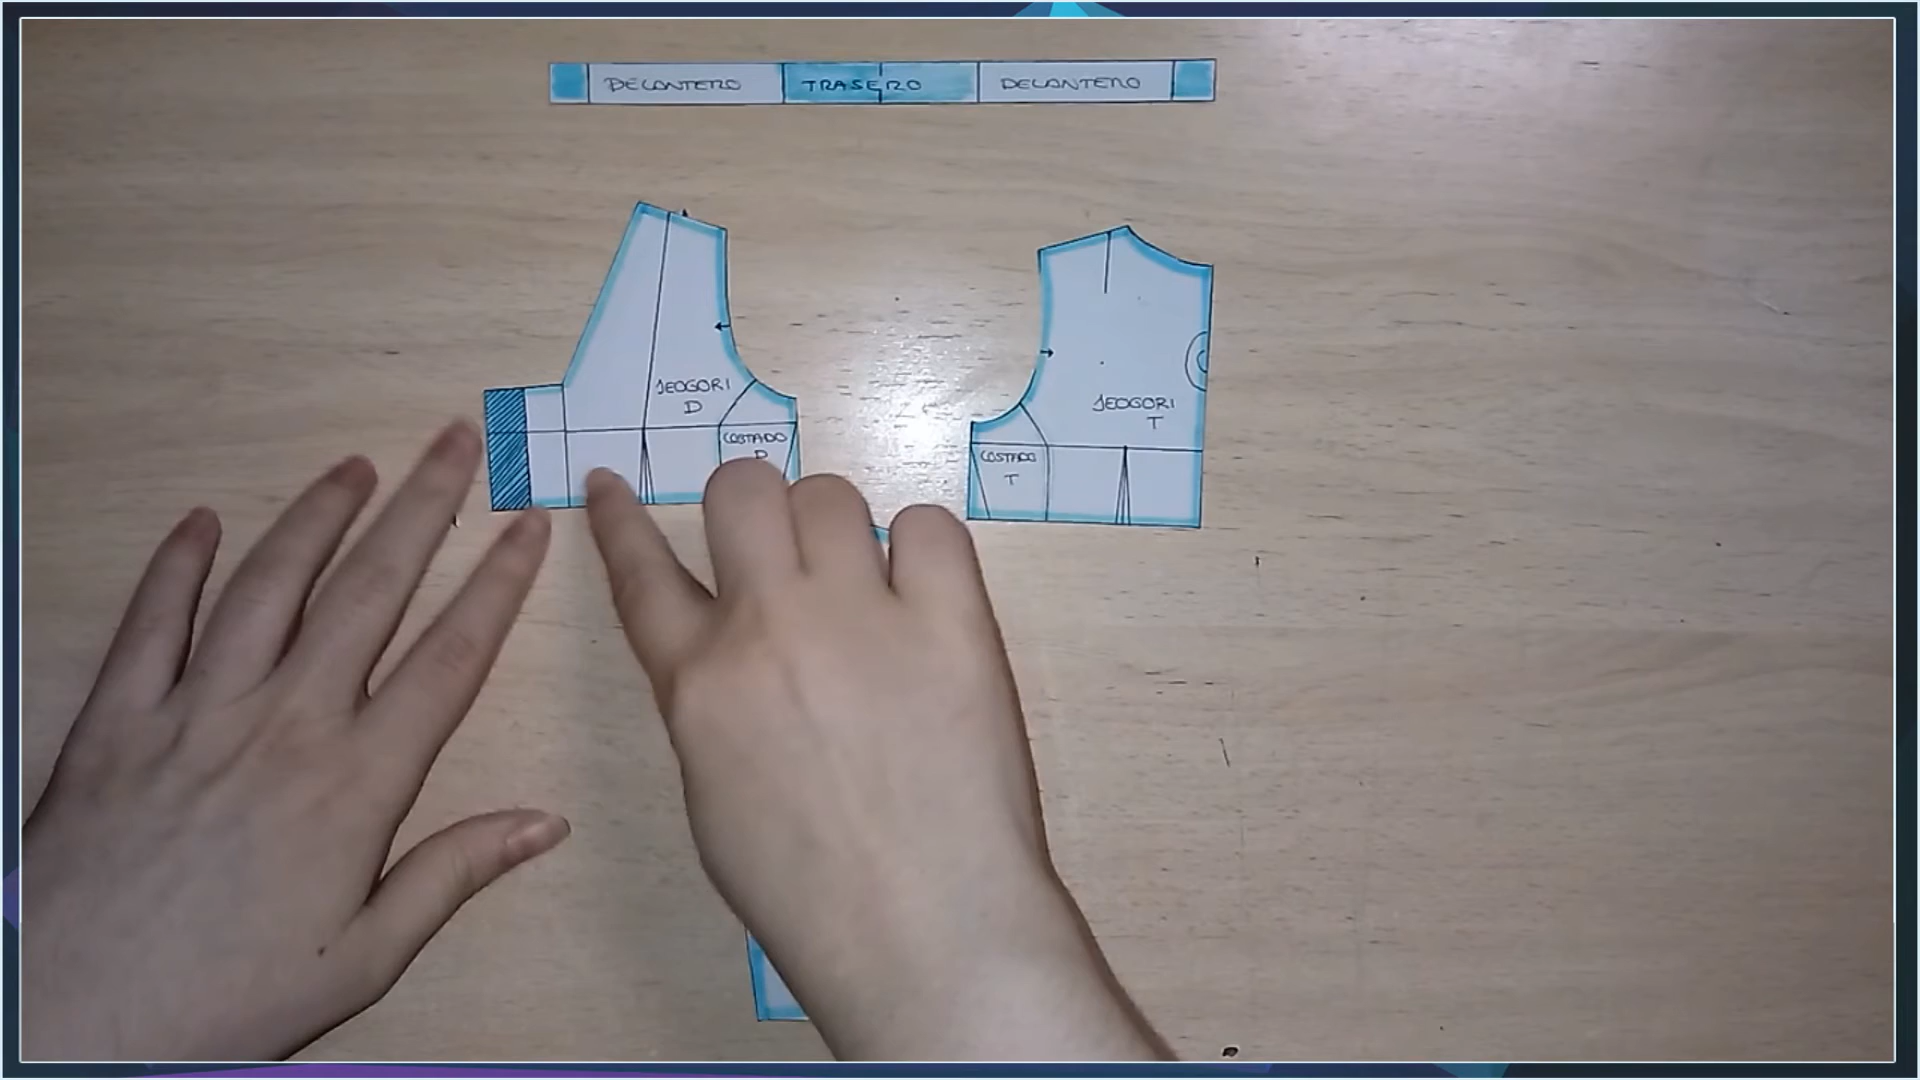 DELANTERO TRASERO DELANTERO
JEOGORI
D
COSTADO
D
JEOGORI
T
COSTADO
T